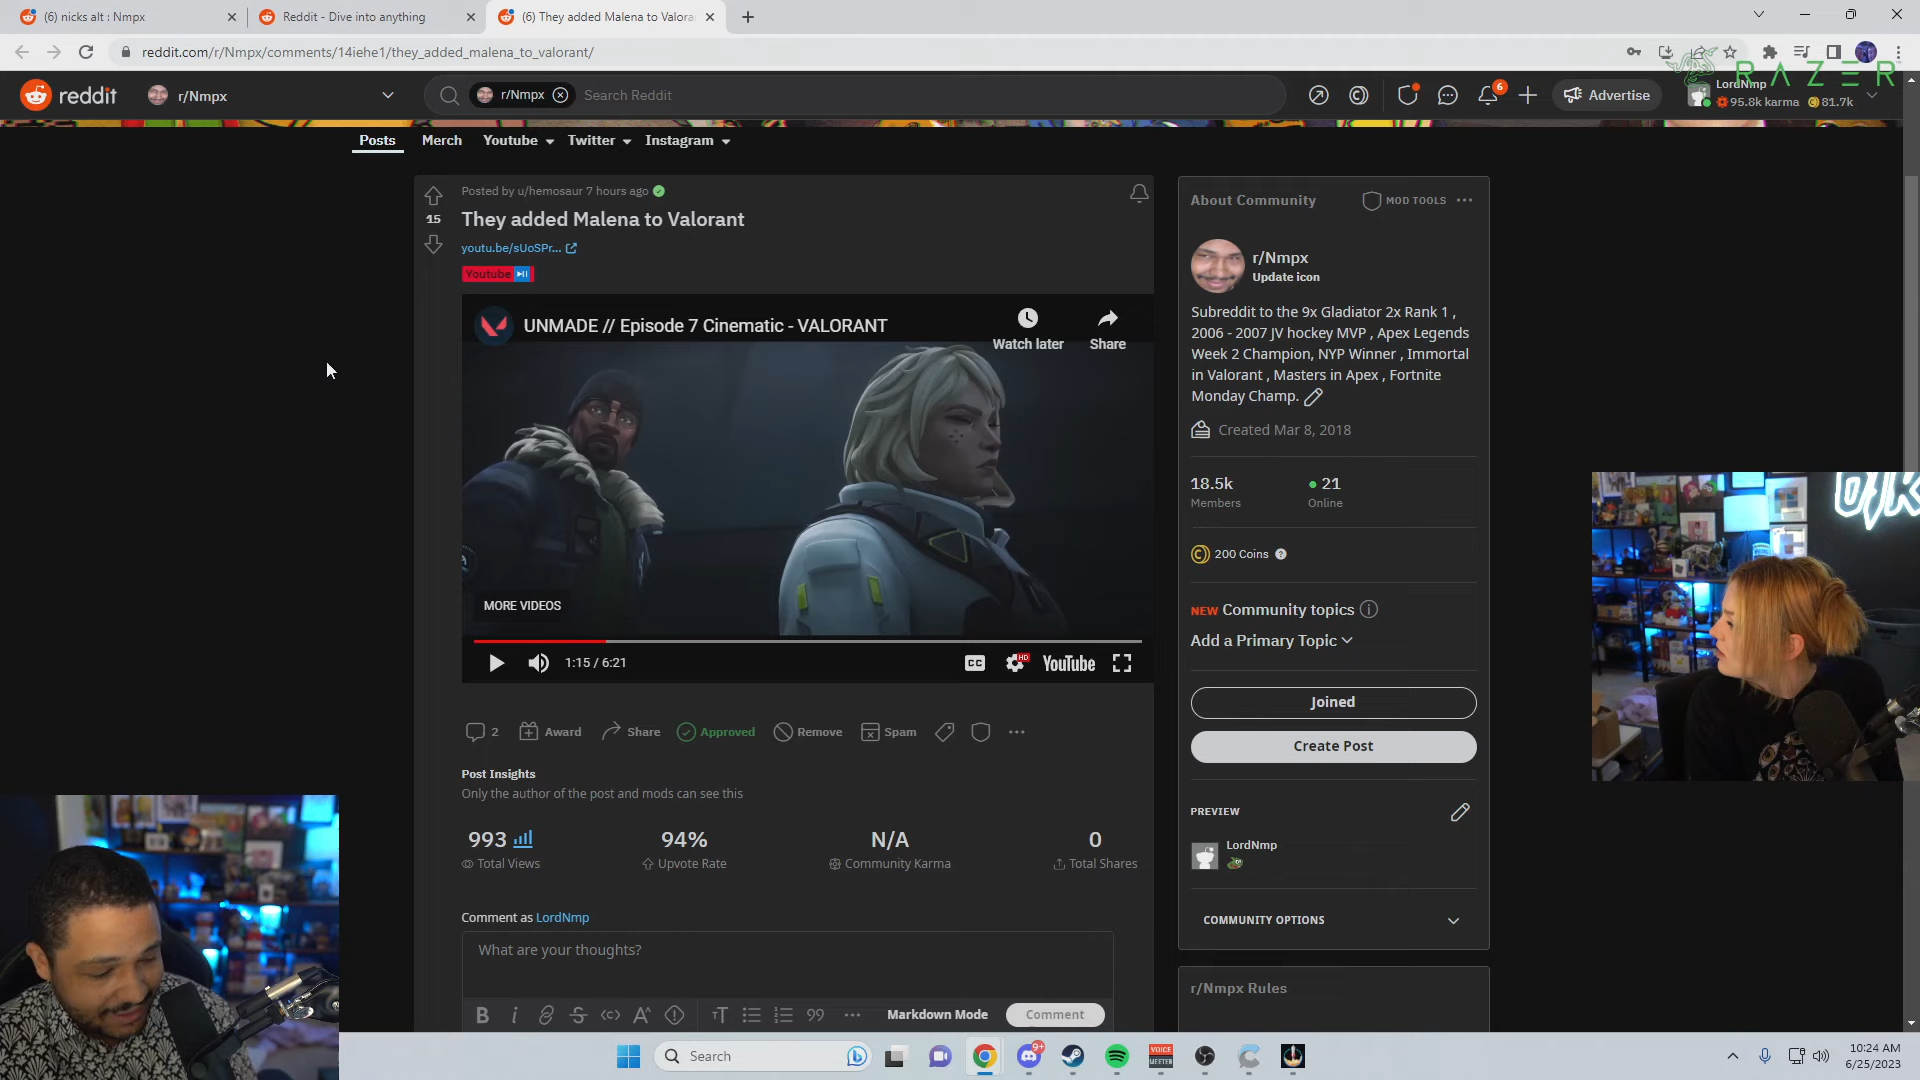 (6) nicks alt : Nmpx
Reddit - Dive into anything
(6) They added Malena to Valora
reddit.com/r/Nmpx/comments/14iehe1/they_added_malena_to_valorant/
RAZER
reddit
r/Nmpx
r/Nmpx
Search Reddit
6
Advertise
LordNmp
95.8k karma
81.7k
Posts
Merch
Youtube
Twitter
Instagram
Posted by u/hemosaur 7 hours ago
15
They added Malena to Valorant
youtu.be/sUoSPr...
Youtube
UNMADE // Episode 7 Cinematic - VALORANT
Watch later
Share
MORE VIDEOS
1:15 / 6:21
CC
HD
YouTube
2
Award
Share
Approved
Remove
Spam
Post Insights
Only the author of the post and mods can see this
993
Total Views
94%
Upvote Rate
N/A
Community Karma
0
Total Shares
Comment as LordNmp
What are your thoughts?
Markdown Mode
Comment
About Community
MOD TOOLS
r/Nmpx
Update icon
Subreddit to the 9x Gladiator 2x Rank 1 ,
2006 - 2007 JV hockey MVP , Apex Legends
Week 2 Champion, NYP Winner , Immortal
in Valorant , Masters in Apex , Fortnite
Monday Champ.
Created Mar 8, 2018
18.5k
Members
21
Online
200 Coins
NEW Community topics
Add a Primary Topic
Joined
Create Post
PREVIEW
LordNmp
COMMUNITY OPTIONS
r/Nmpx Rules
Search
9+
VOICE
MEETER
10:24 AM
6/25/2023